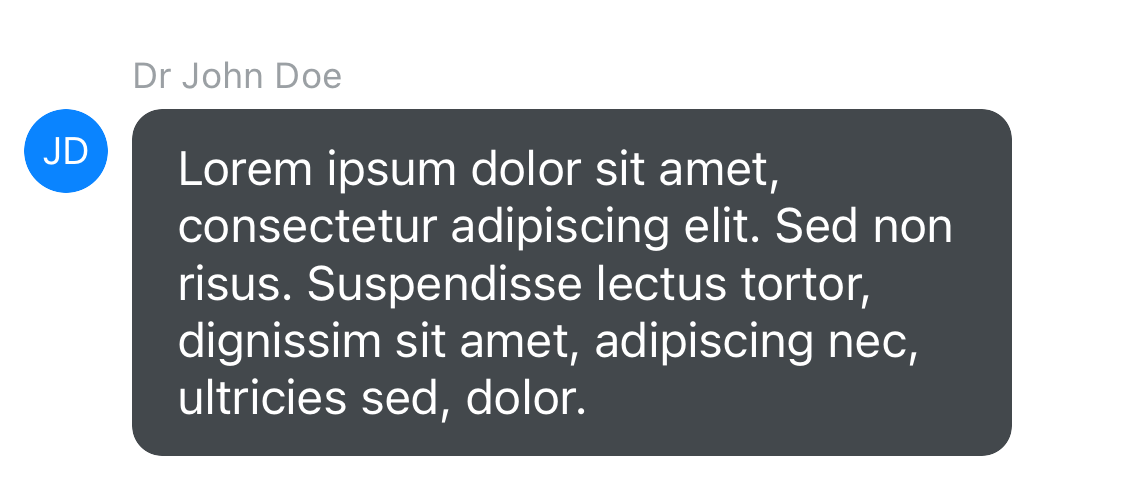 Dr John Doe
JD
Lorem ipsum dolor sit amet,
consectetur adipiscing elit. Sed non
risus. Suspendisse lectus tortor,
dignissim sit amet, adipiscing nec,
ultricies sed, dolor.